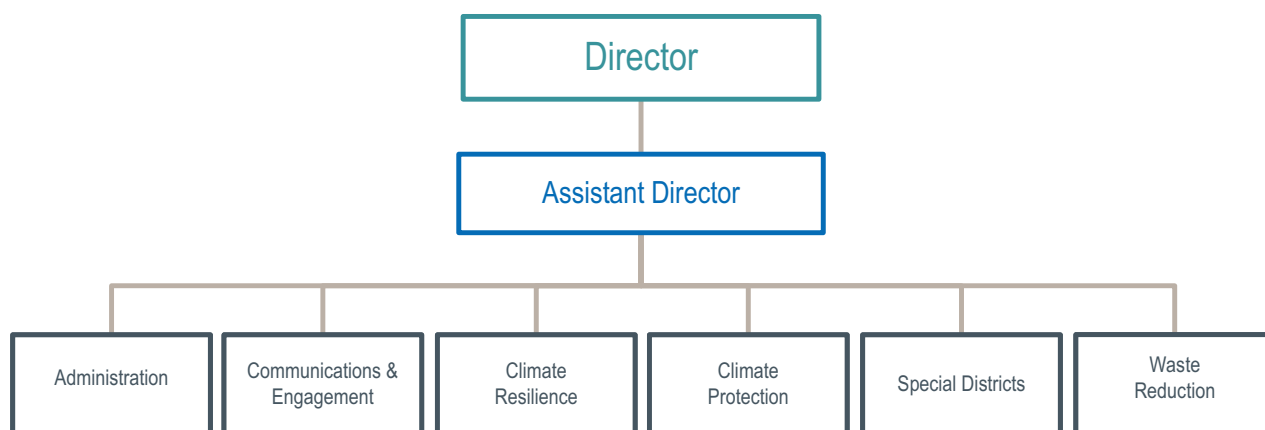 Director
Assistant Director
Administration
Communications &
Engagement
Climate
Resilience
Climate
Protection
Special Districts
Waste
Reduction